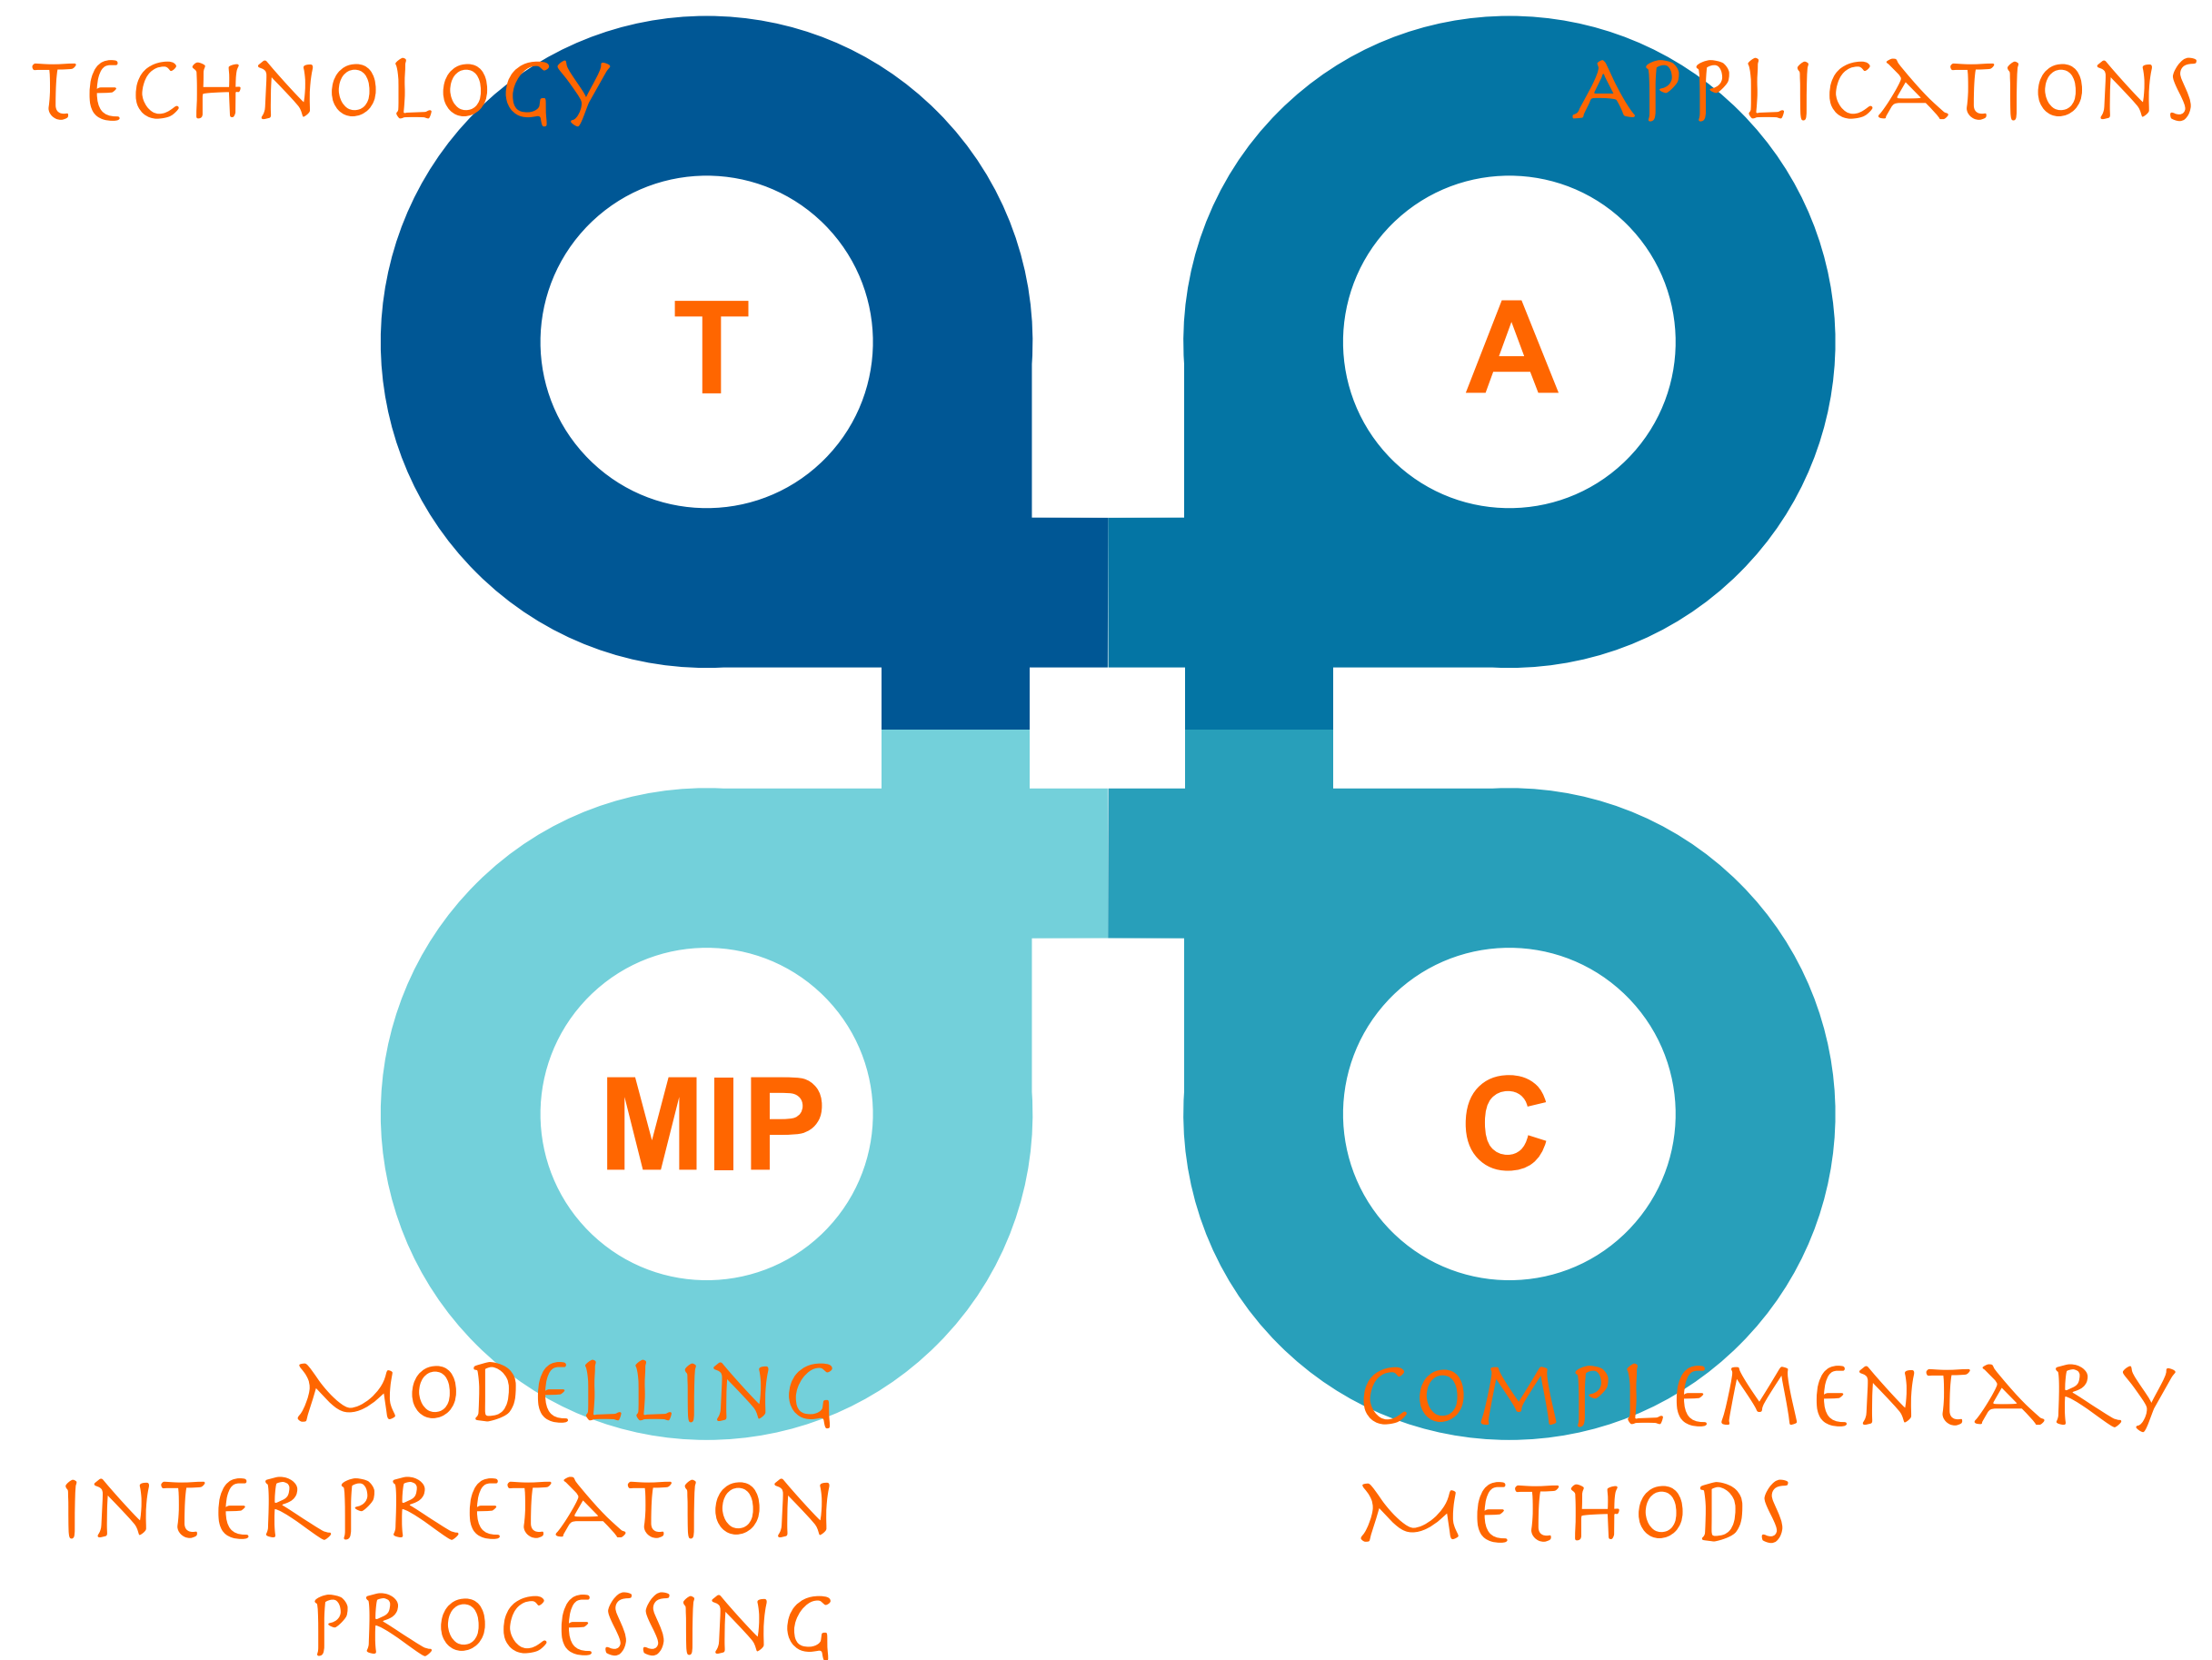 TECHNOLOGY
APPLICATIONS
T
A
MIP
C
MODELLING
INTERPRETATION
PROCESSING
COMPLEMENTARY
METHODS